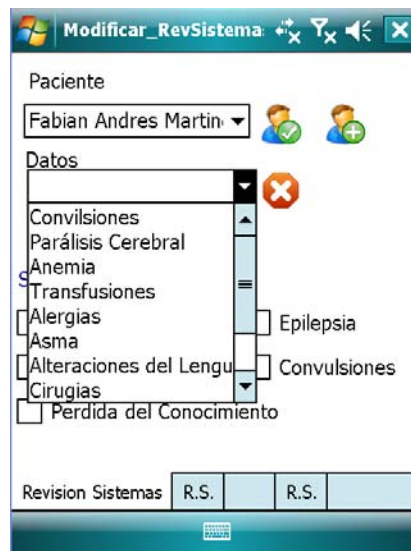 Modificar_RevSistema
Paciente
Fabian Andres Martin
Datos
Convilsiones
Parálisis Cerebral
Anemia
S
Transfusiones
Alergias
Epilepsia
Asma
Alteraciones del Lengu
Convulsiones
Cirugias
Perdida del Conocimiento
Revision Sistemas R.S. R.S.